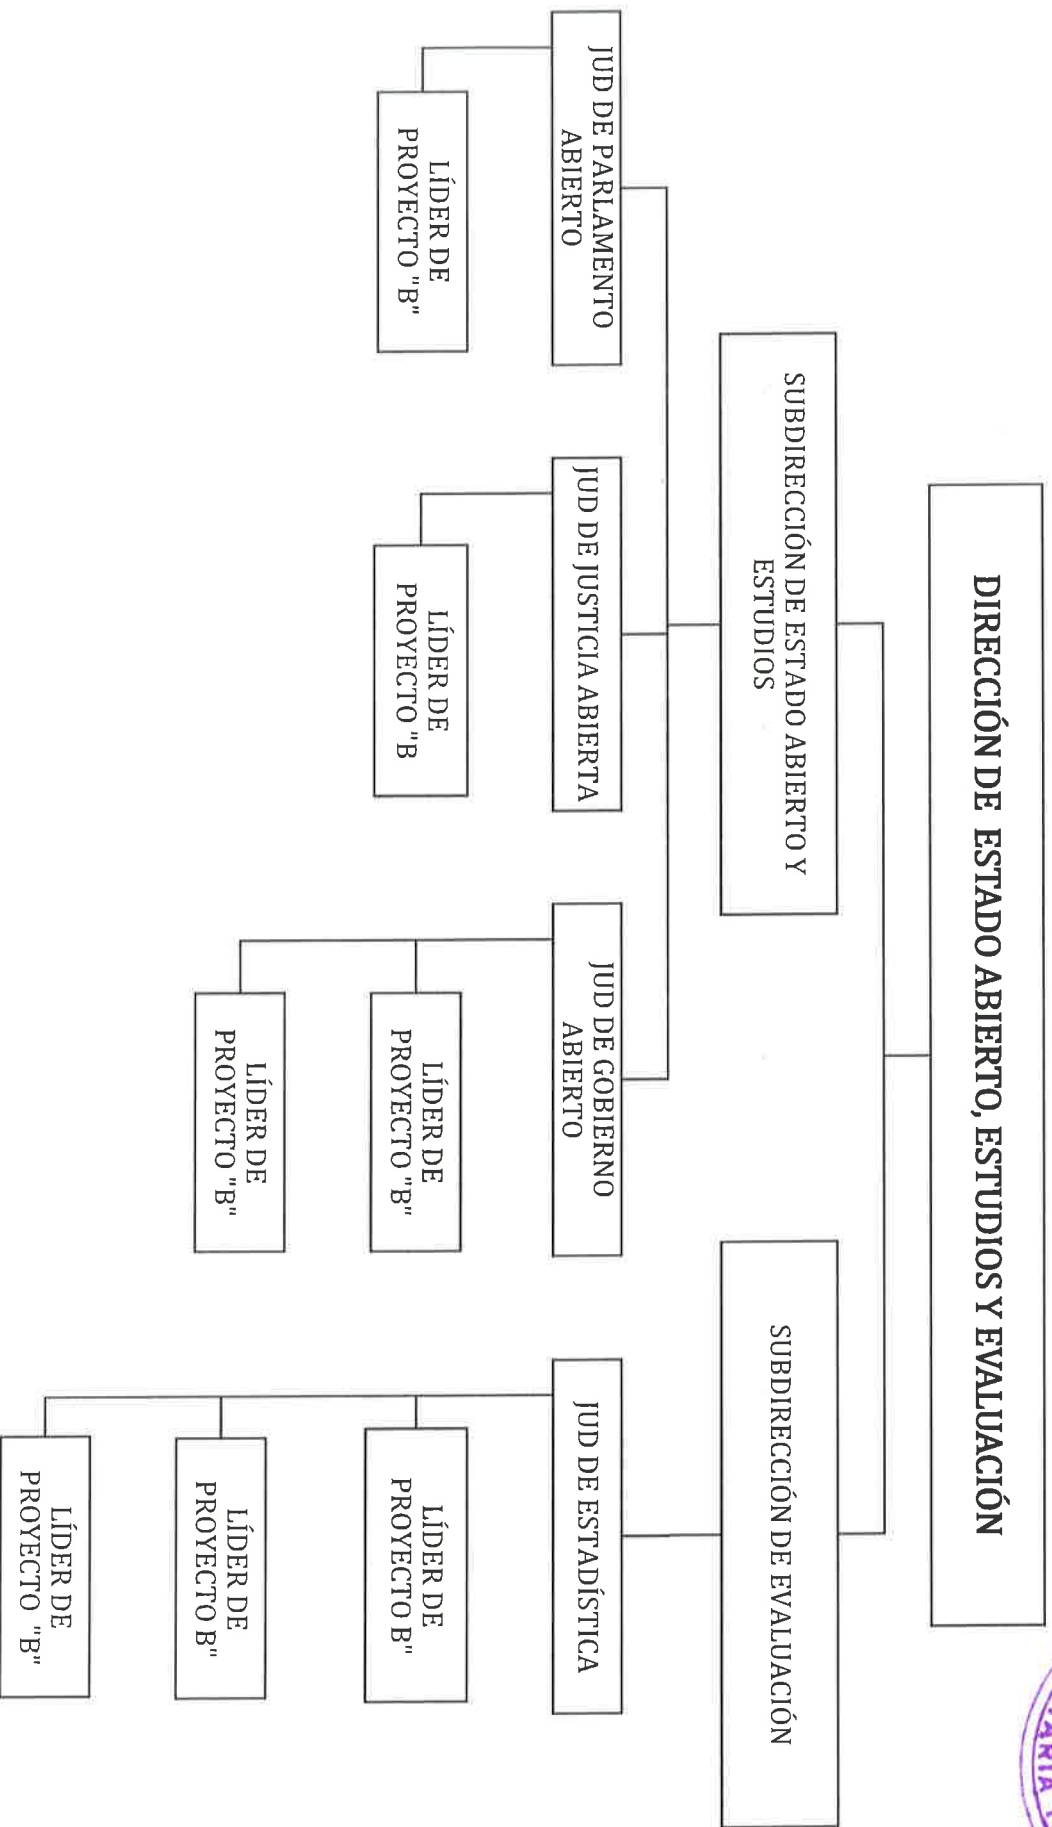 DIRECCIÓN DE ESTADO ABIERTO, ESTUDIOS Y EVALUACIÓN
SUBDIRECCIÓN DE ESTADO ABIERTO Y
ESTUDIOS
SUBDIRECCIÓN DE EVALUACIÓN
JUD DE PARLAMENTO
ABIERTO
JUD DE JUSTICIA ABIERTA
JUD DE GOBIERNO
ABIERTO
JUD DE ESTADÍSTICA
LÍDER DE
PROYECTO "B"
LÍDER DE
PROYECTO "B
LÍDER DE
PROYECTO "B"
LÍDER DE
PROYECTO B"
LÍDER DE
PROYECTO "B"
LÍDER DE
PROYECTO B"
LÍDER DE
PROYECTO "B"